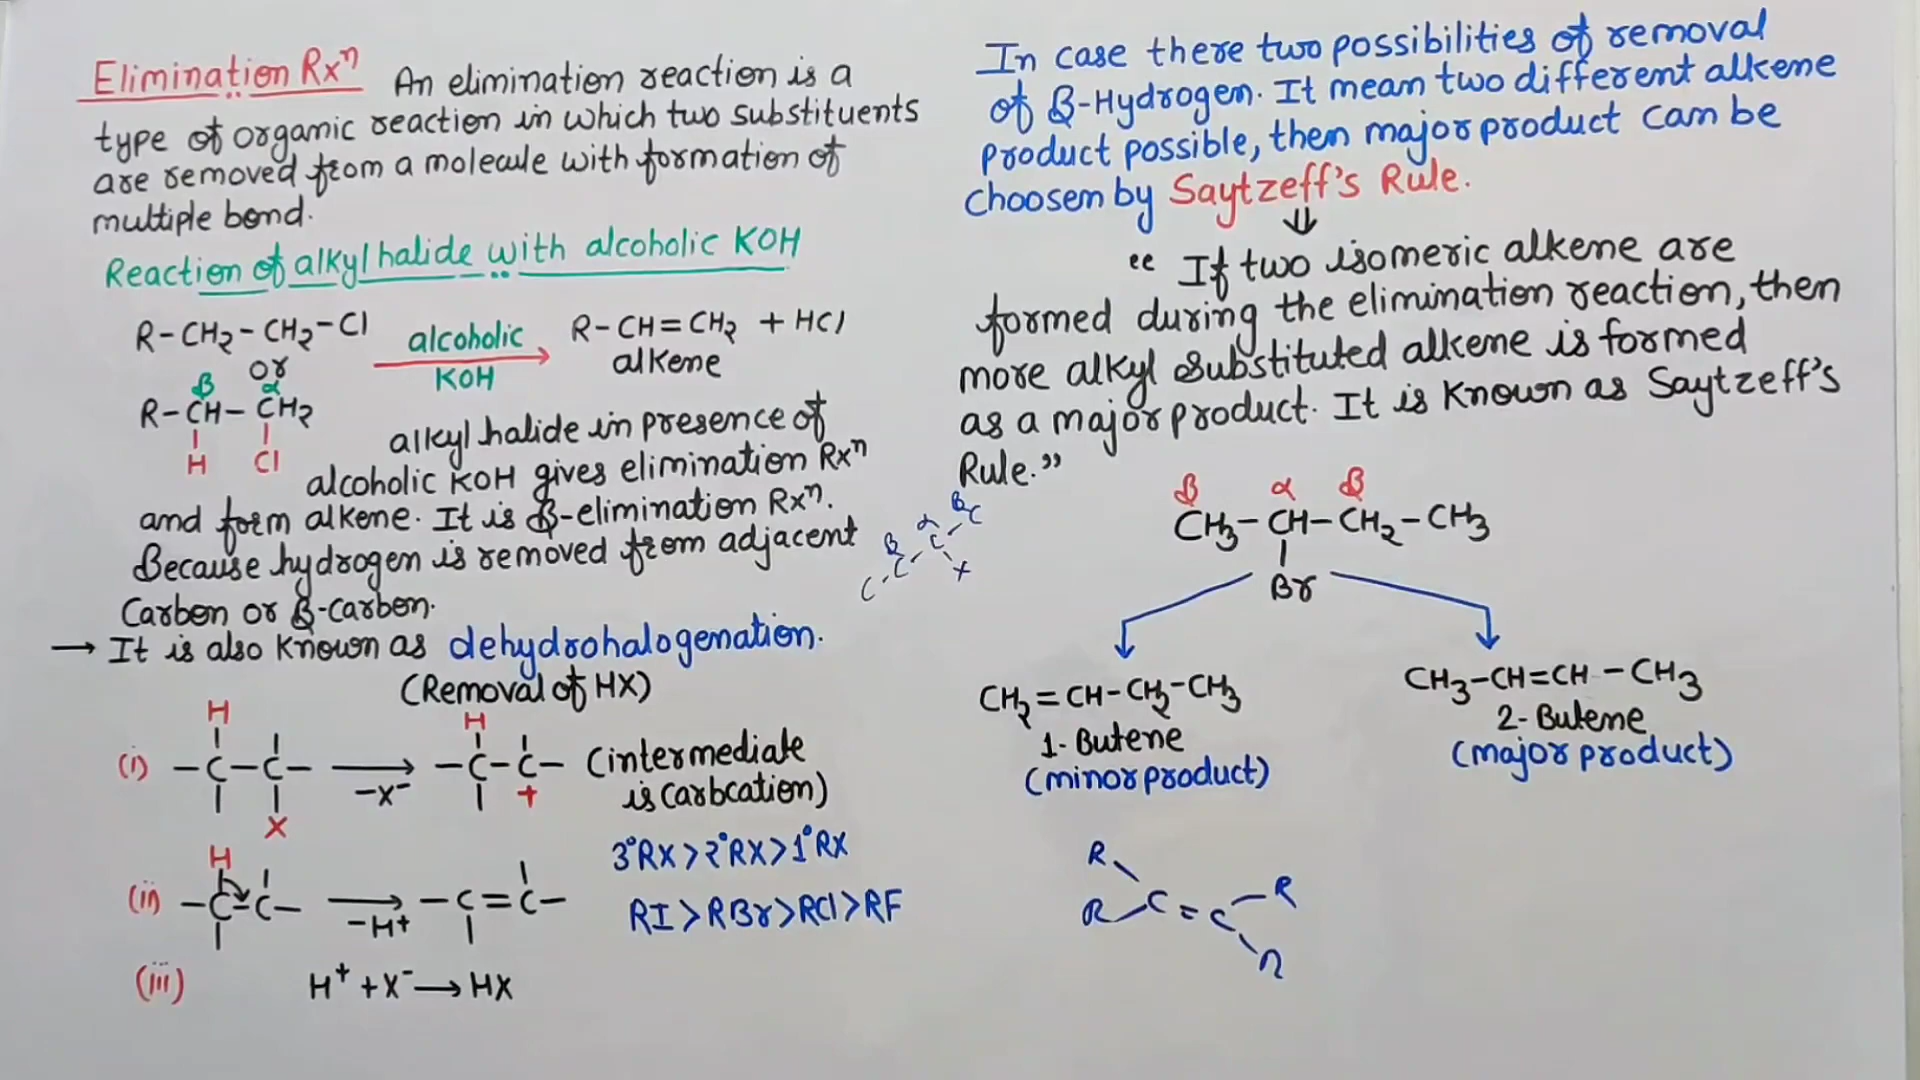 Elimination Rxⁿ An elimination reaction is a
type of organic reaction in which two substituents
are removed from a molecule with formation of
multiple bond.
Reaction of alkyl halide with alcoholic KOH
R-CH₂-CH₂-Cl alcoholic KOH R-CH=CH₂ + HCl
or
alkene
β α
R-CH-CH₂
H Cl
alkyl halide in presence of
alcoholic KOH gives elimination Rxⁿ
and form alkene. It is β-elimination Rxⁿ.
Because hydrogen is removed from adjacent
Carbon or β-carbon.
→ It is also known as dehydrohalogenation.
(Removal of HX)
H
H
(i) -C-C- → -C-C- (intermediate
-X⁻ + is carbcation)
X
3°RX > 2°RX > 1°RX
H
(ii) -C-C- → -C=C-
-H⁺
RI > RBr > RCl > RF
(iii) H⁺ + X⁻ → HX
β C
α
β C
C C X
In case there two possibilities of removal
of β-Hydrogen. It mean two different alkene
product possible, then major product can be
choosen by Saytzeff's Rule.
⇓
“ If two isomeric alkene are
formed during the elimination reaction, then
more alkyl substituted alkene is formed
as a major product. It is known as Saytzeff's
Rule.”
β α β
CH₃-CH-CH₂-CH₃
Br
CH₂=CH-CH₂-CH₃
1-Butene
(minor product)
CH₃-CH=CH-CH₃
2-Butene
(major product)
R
R C=C R
R